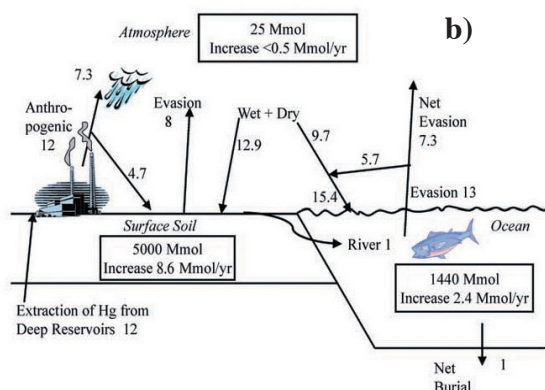 b)
Atmosphere
25 Mmol
Increase <0.5 Mmol/yr
7.3
Anthro-
pogenic
12
Evasion
8
Wet + Dry
Net
Evasion
7.3
12.9
9.7
5.7
4.7
15.4
Evasion 13
Surface Soil
Ocean
5000 Mmol
Increase 8.6 Mmol/yr
River 1
1440 Mmol
Increase 2.4 Mmol/yr
Extraction of Hg from
Deep Reservoirs 12
1
Net
Burial